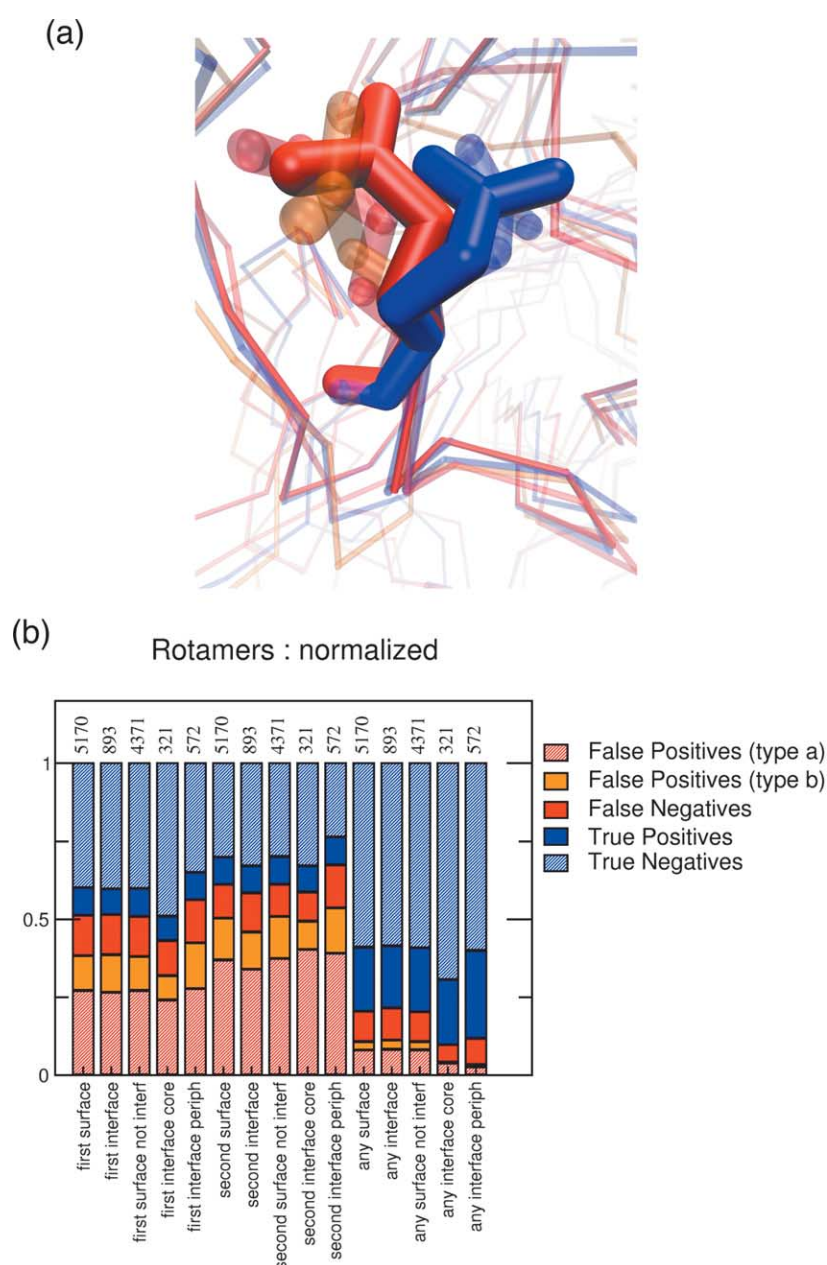 (a)
(b)
Rotamers : normalized
5170
893
4371
321
572
5170
893
4371
321
572
5170
893
4371
321
572
1
0.5
0
first surface
first interface
first surface not interf
first interface core
first interface periph
second surface
second interface
second surface not interf
second interface core
second interface periph
any surface
any interface
any surface not interf
any interface core
any interface periph
False Positives (type a)
False Positives (type b)
False Negatives
True Positives
True Negatives